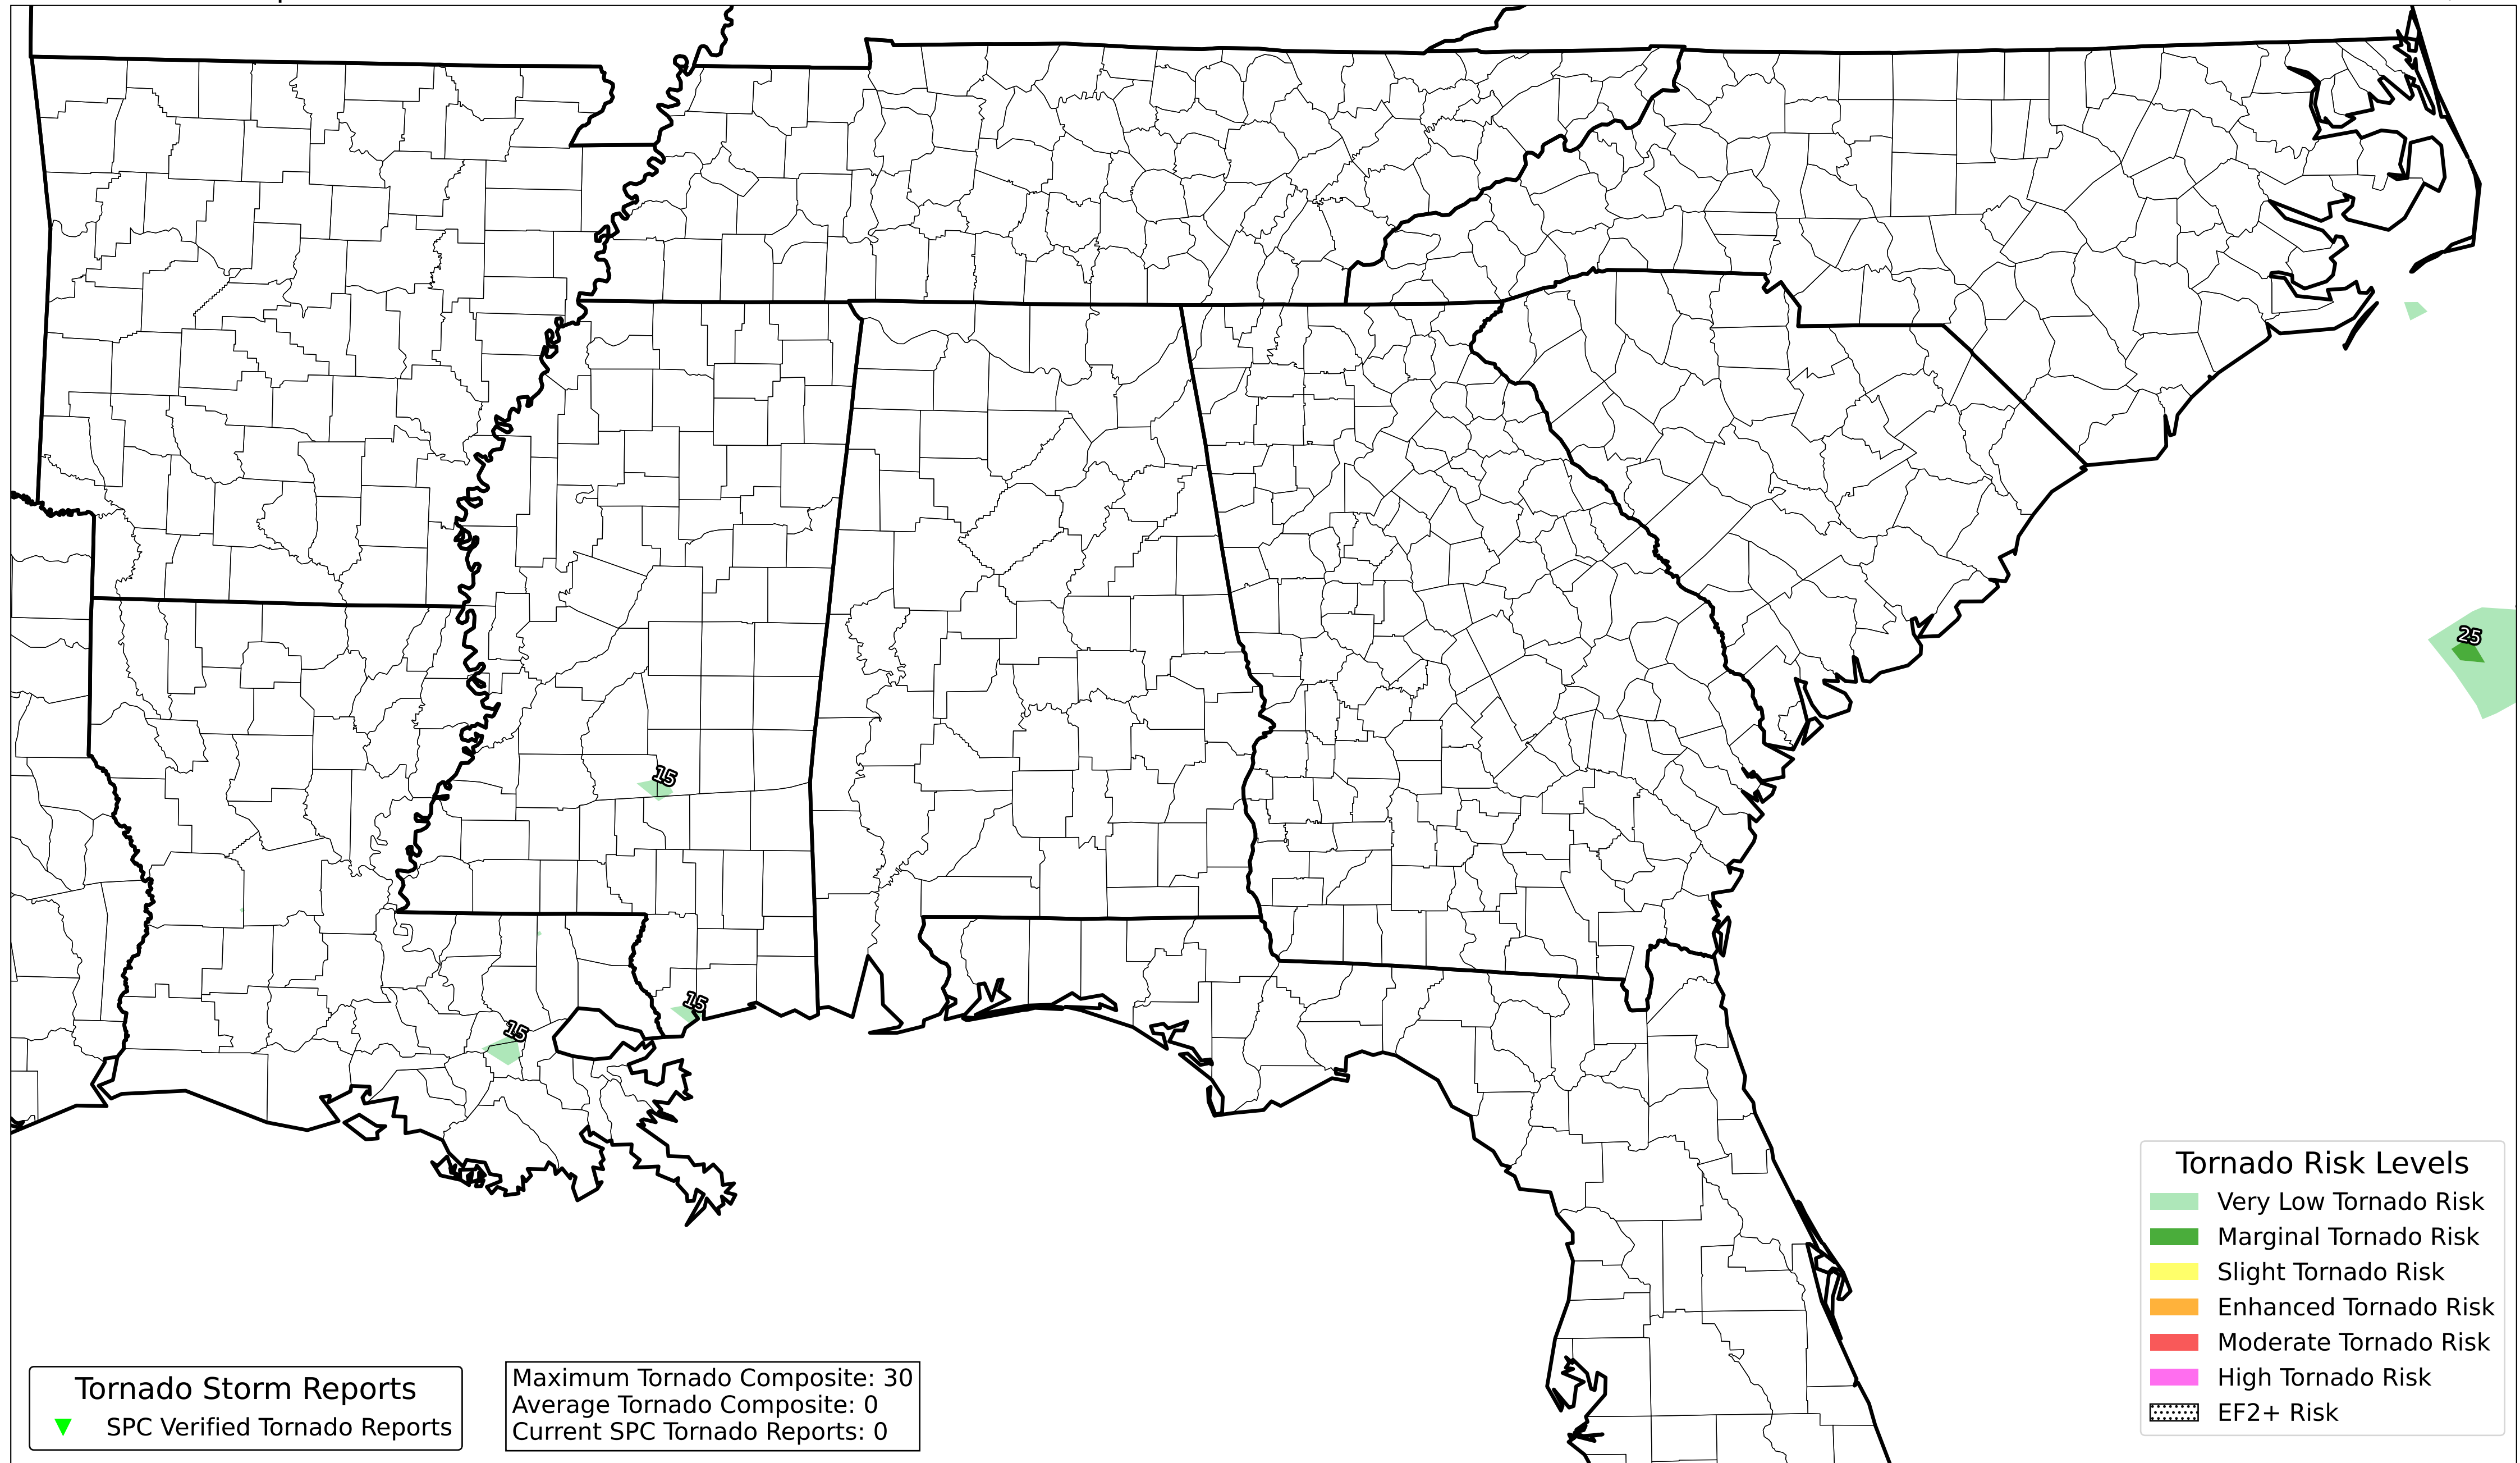 25
15
15
15
Tornado Risk Levels
Very Low Tornado Risk
Marginal Tornado Risk
Slight Tornado Risk
Enhanced Tornado Risk
Moderate Tornado Risk
High Tornado Risk
EF2+ Risk
Tornado Storm Reports
SPC Verified Tornado Reports
Maximum Tornado Composite: 30
Average Tornado Composite: 0
Current SPC Tornado Reports: 0